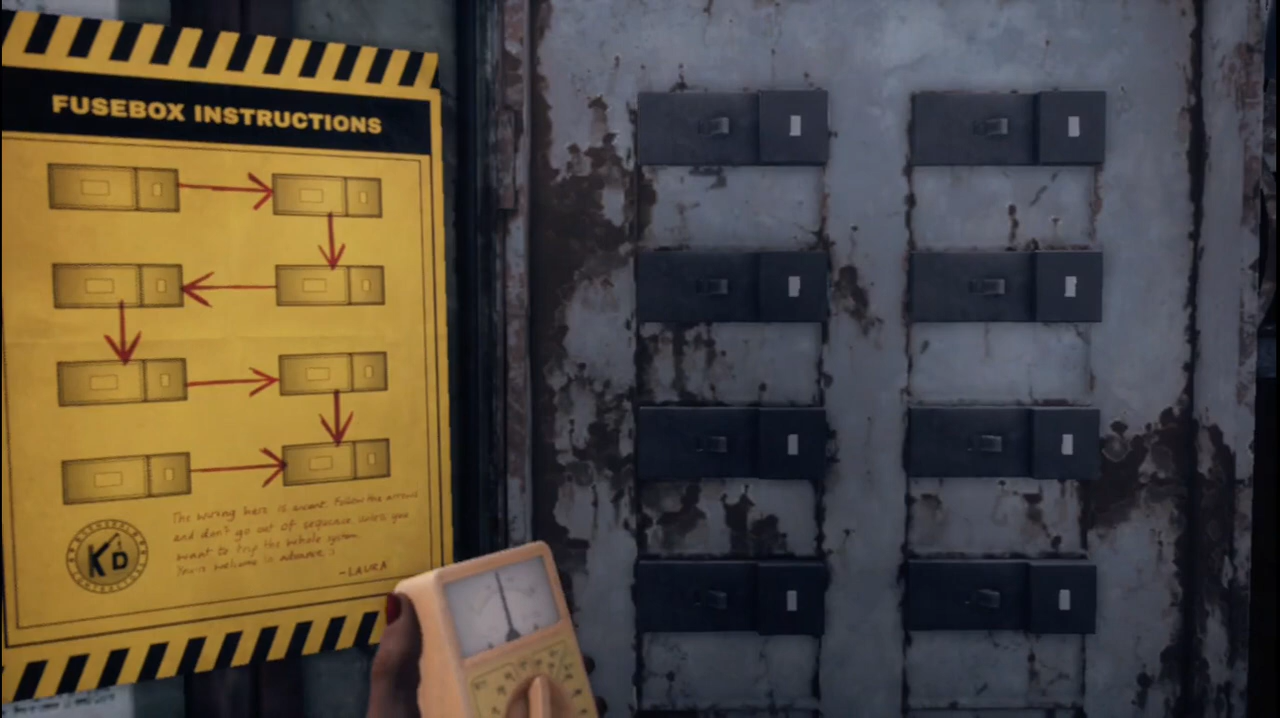 FUSEBOX INSTRUCTIONS
The wiring here is ancient. Follow the arrows
and don't go out of sequence unless you
want to trip the whole system.
You're welcome in advance :)
-LAURA
KD